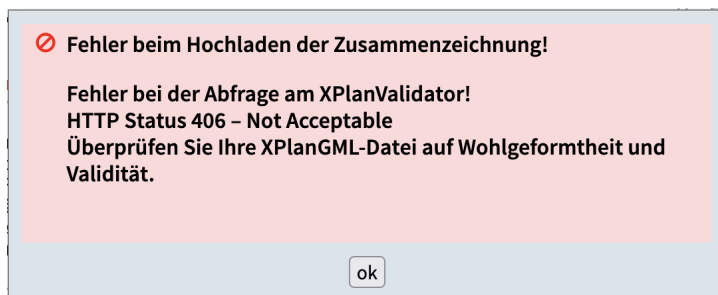 Fehler beim Hochladen der Zusammenzeichnung!
Fehler bei der Abfrage am XPlanValidator!
HTTP Status 406 – Not Acceptable
Überprüfen Sie Ihre XPlanGML-Datei auf Wohlgeformtheit und
Validität.
ok